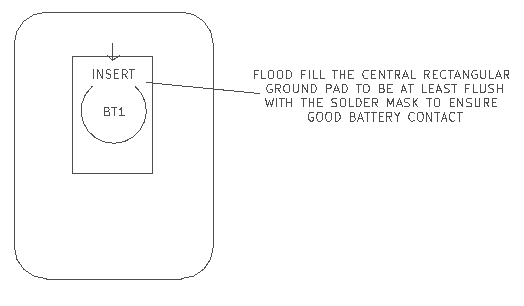 INSERT
BT1
FLOOD FILL THE CENTRAL RECTANGULAR
GROUND PAD TO BE AT LEAST FLUSH
WITH THE SOLDER MASK TO ENSURE
GOOD BATTERY CONTACT